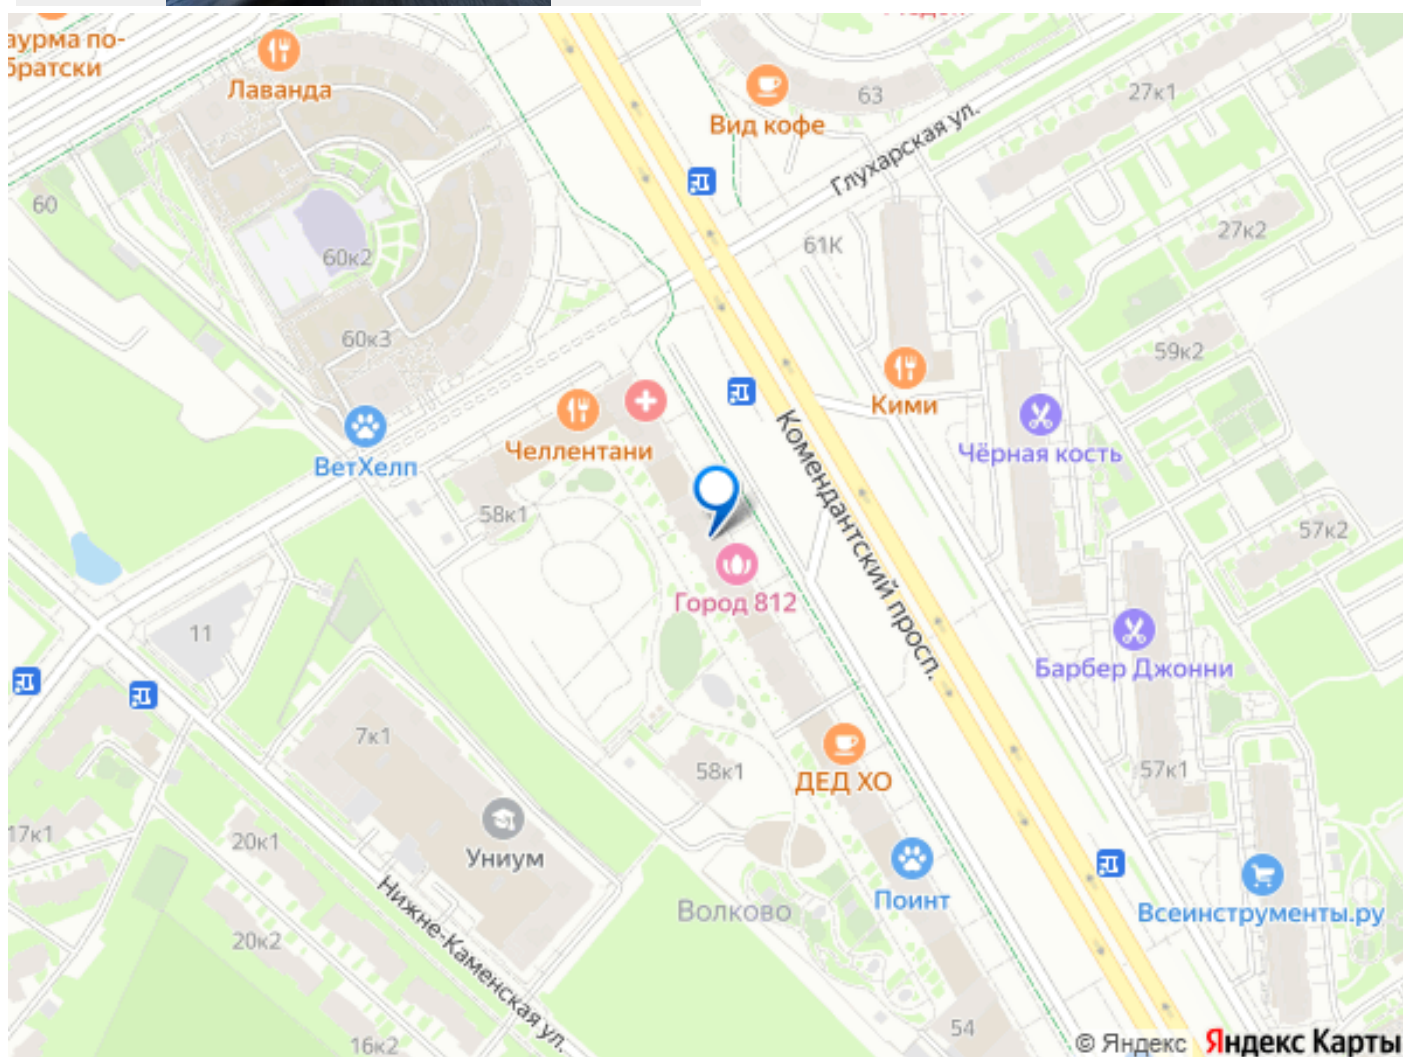 аурма по-
братски
Лаванда
Вид кофе
63
27к1
Глухарская ул.
60
60к2
61К
27к2
60к3
59к2
Кими
Комендантский просп.
Чёрная кость
Челлентани
ВетХелп
58к1
57к2
Город 812
11
Барбер Джонни
7к1
58к1
57к1
ДЕД ХО
17к1
20к1
Униум
Поинт
Всеинструменты.ру
Волково
Нижне-Каменская ул.
20к2
16к2
54
© Яндекс Яндекс Карты